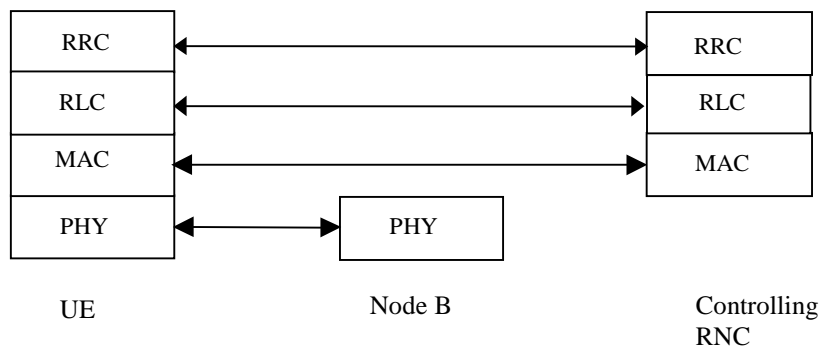 RRC RRC
RLC RLC
MAC MAC
PHY PHY
UE Node B Controlling
RNC